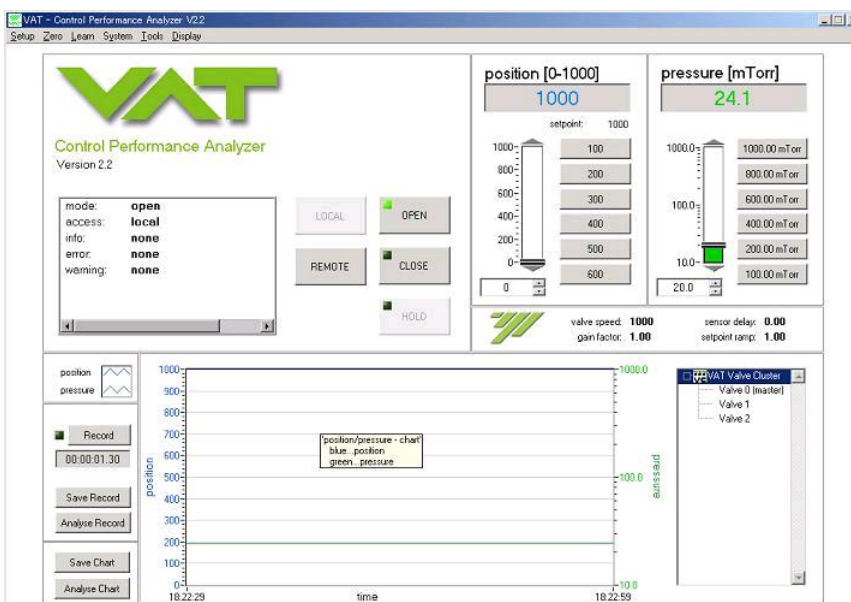 VAT - Control Performance Analyzer V2.2
Setup Zero Learn System Tools Display
VAT
Control Performance Analyzer
Version 2.2
mode: open
access: local
info: none
error: none
warning: none
LOCAL
OPEN
REMOTE
CLOSE
HOLD
position [0-1000]
1000
setpoint: 1000
1000
800
600
400
200
0
100
200
300
400
500
600
0
pressure [mTorr]
24.1
1000.0
100.0
10.0
1000.00 mTorr
800.00 mTorr
600.00 mTorr
400.00 mTorr
200.00 mTorr
100.00 mTorr
20.0
valve speed: 1000 sensor delay: 0.00
gain factor: 1.00 setpoint ramp: 1.00
position
pressure
Record
00:00:01.30
Save Record
Analyse Record
Save Chart
Analyse Chart
position
1000
900
800
700
600
500
400
300
200
100
0
'position/pressure - chart'
blue...position
green...pressure
1000.0
100.0
10.0
pressure
18:22:29 time 18:22:59
VAT Valve Cluster
Valve 0 (master)
Valve 1
Valve 2